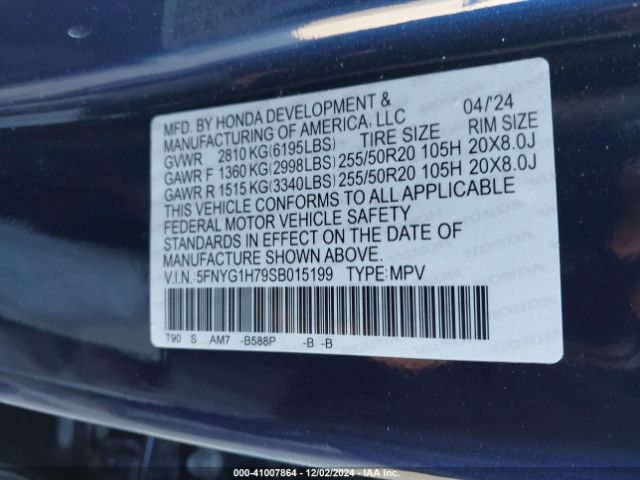 MFD. BY HONDA DEVELOPMENT & 04/'24
MANUFACTURING OF AMERICA, LLC
GVWR 2810 KG(6195LBS) TIRE SIZE RIM SIZE
GAWR F 1360 KG(2998LBS) 255/50R20 105H 20X8.0J
GAWR R 1515 KG(3340LBS) 255/50R20 105H 20X8.0J
THIS VEHICLE CONFORMS TO ALL APPLICABLE
FEDERAL MOTOR VEHICLE SAFETY
STANDARDS IN EFFECT ON THE DATE OF
MANUFACTURE SHOWN ABOVE.
V.I.N.:5FNYG1H79SB015199 TYPE:MPV
T90 S AM7 -B588P -B -B
000-41007864 - 12/02/2024 - IAA Inc.